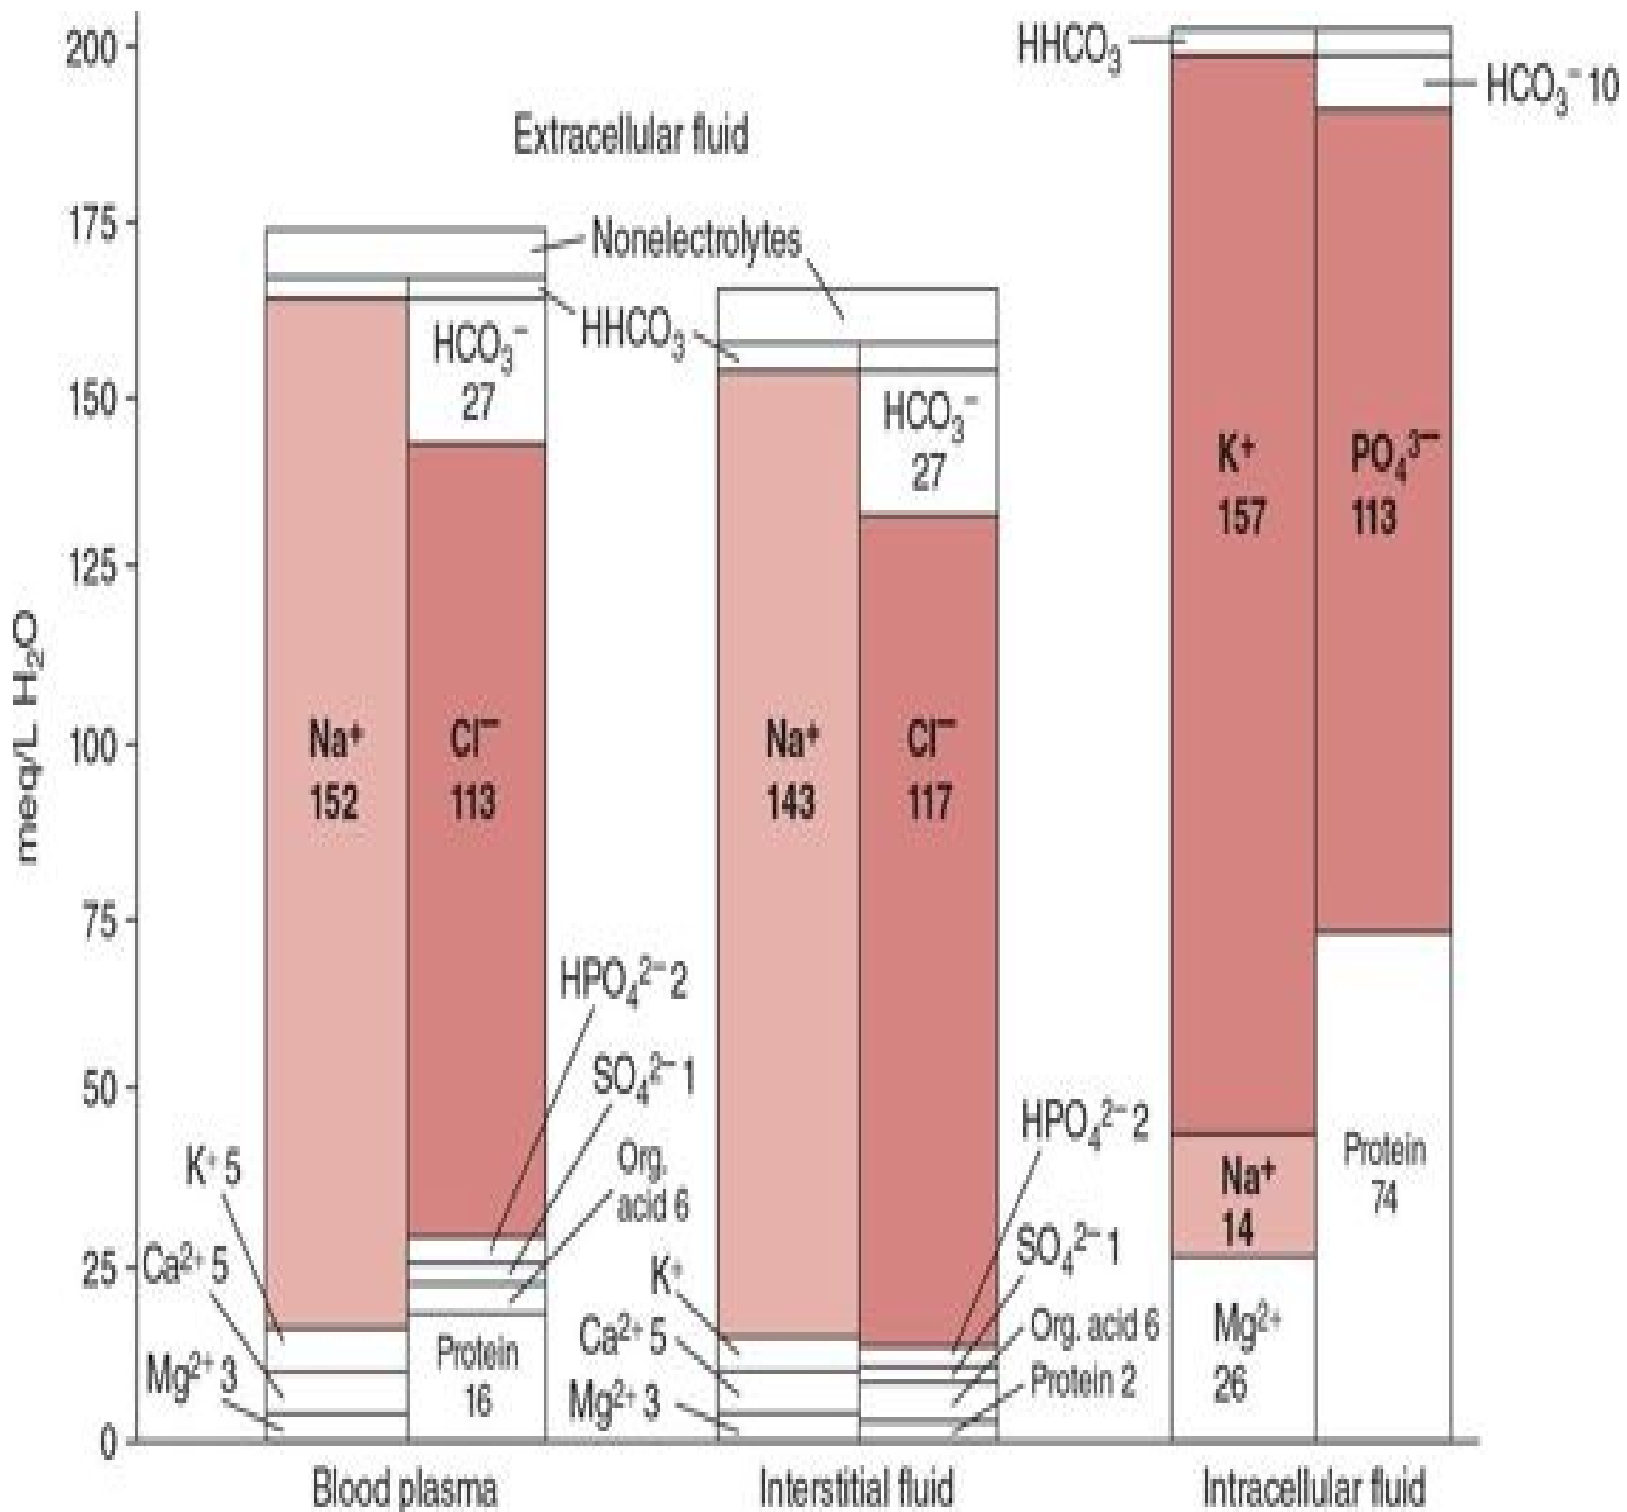 200
175
150
125
100
75
50
25
0
meq/L H₂O
Extracellular fluid
Nonelectrolytes
HHCO₃
HCO₃⁻
27
Na⁺
152
Cl⁻
113
HPO₄²⁻ 2
SO₄²⁻ 1
Org.
acid 6
K⁺ 5
Ca²⁺ 5
Mg²⁺ 3
Protein
16
Blood plasma
HCO₃⁻
27
Na⁺
143
Cl⁻
117
HPO₄²⁻ 2
SO₄²⁻ 1
Org. acid 6
Protein 2
K⁺
Ca²⁺ 5
Mg²⁺ 3
Interstitial fluid
HHCO₃
HCO₃⁻ 10
K⁺
157
PO₄³⁻
113
Na⁺
14
Protein
74
Mg²⁺
26
Intracellular fluid